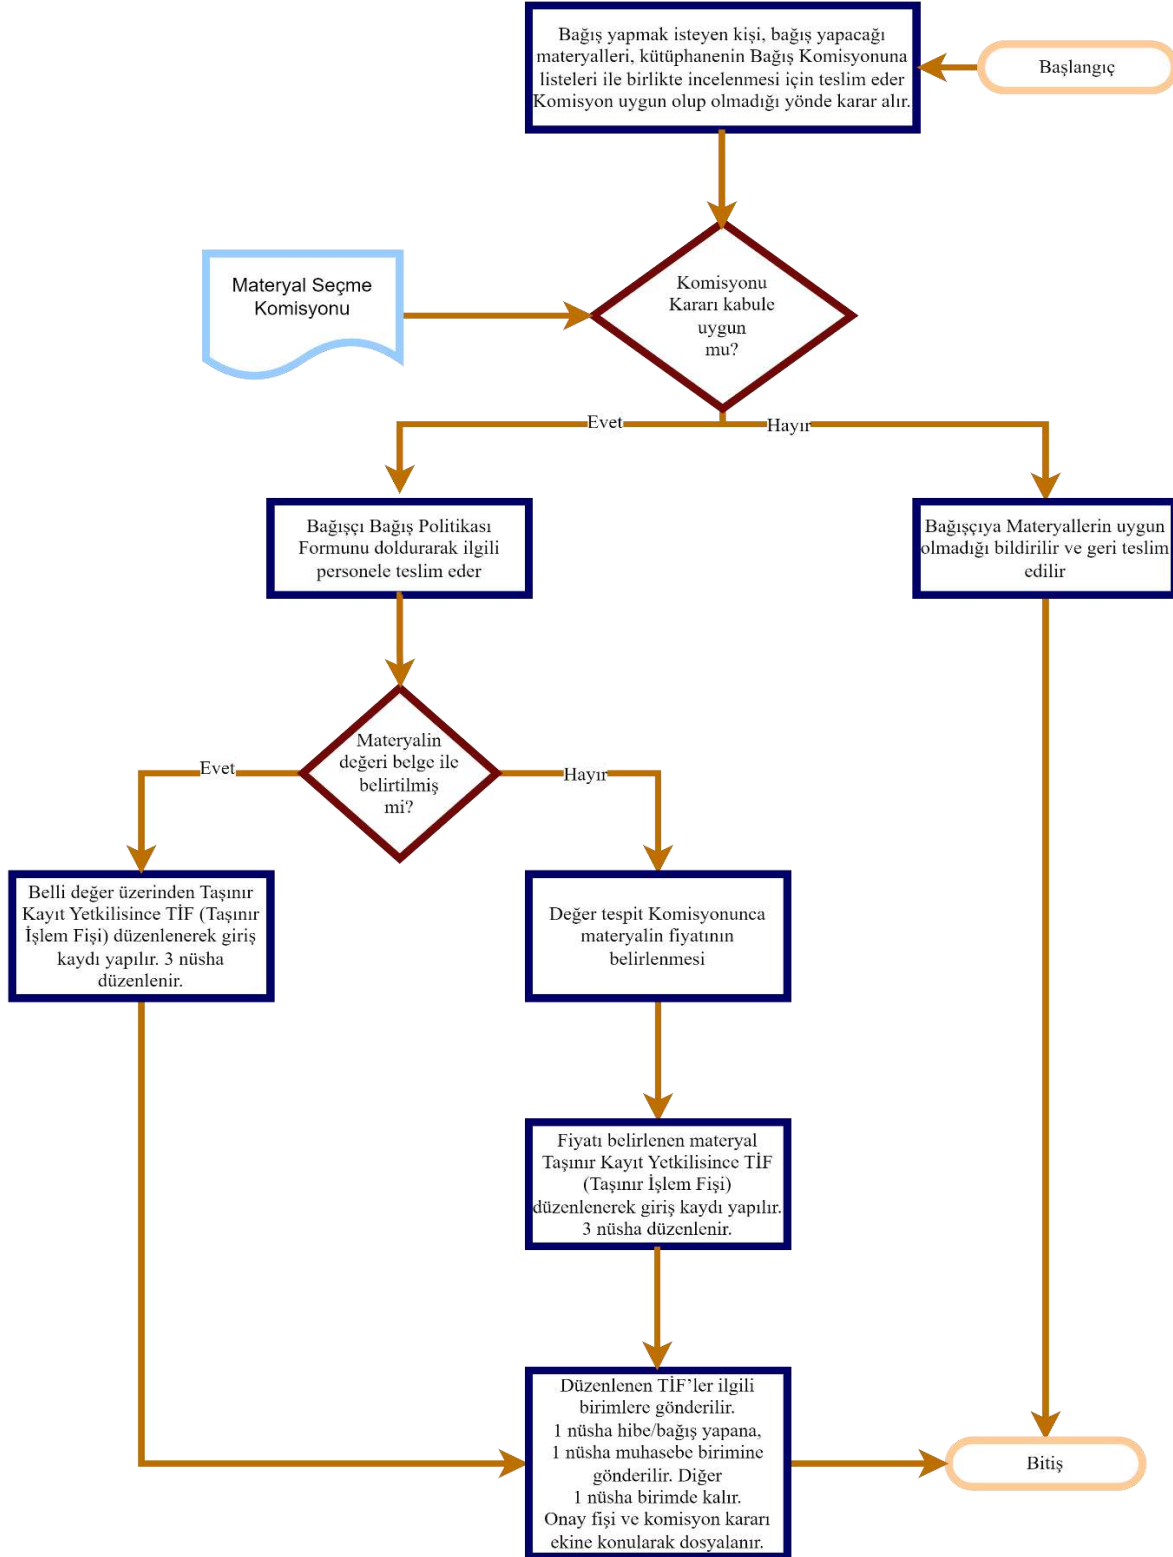 Bağış yapmak isteyen kişi, bağış yapacağı
materyalleri, kütüphanenin Bağış Komisyonuna
listeleri ile birlikte incelenmesi için teslim eder
Komisyon uygun olup olmadığı yönde karar alır.
Başlangıç
Materyal Seçme
Komisyonu
Komisyonu
Kararı kabule
uygun
mu?
Evet
Hayır
Bağışçı Bağış Politikası
Formunu doldurarak ilgili
personele teslim eder
Bağışçıya Materyallerin uygun
olmadığı bildirilir ve geri teslim
edilir
Materyalin
değeri belge ile
belirtilmiş
mi?
Evet
Hayır
Belli değer üzerinden Taşınır
Kayıt Yetkilisince TİF (Taşınır
İşlem Fişi) düzenlenerek giriş
kaydı yapılır. 3 nüsha
düzenlenir.
Değer tespit Komisyonunca
materyalin fiyatının
belirlenmesi
Fiyatı belirlenen materyal
Taşınır Kayıt Yetkilisince TİF
(Taşınır İşlem Fişi)
düzenlenerek giriş kaydı yapılır.
3 nüsha düzenlenir.
Düzenlenen TİF’ler ilgili
birimlere gönderilir.
1 nüsha hibe/bağış yapana,
1 nüsha muhasebe birimine
gönderilir. Diğer
1 nüsha birimde kalır.
Onay fişi ve komisyon kararı
ekine konularak dosyalanır.
Bitiş